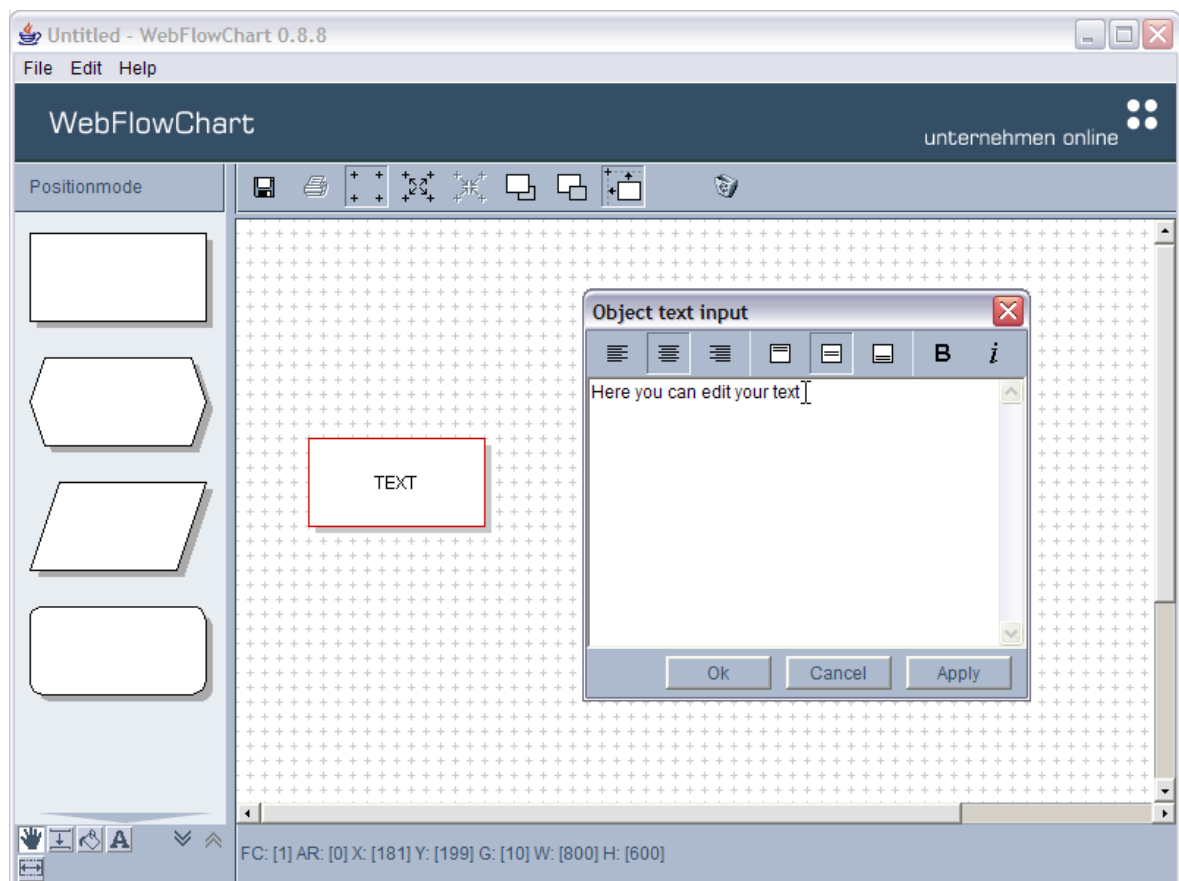 Untitled - WebFlowChart 0.8.8
File Edit Help
WebFlowChart
unternehmen online
Positionmode
Object text input
B i
Here you can edit your text
TEXT
Ok Cancel Apply
A
FC: [1] AR: [0] X: [181] Y: [199] G: [10] W: [800] H: [600]